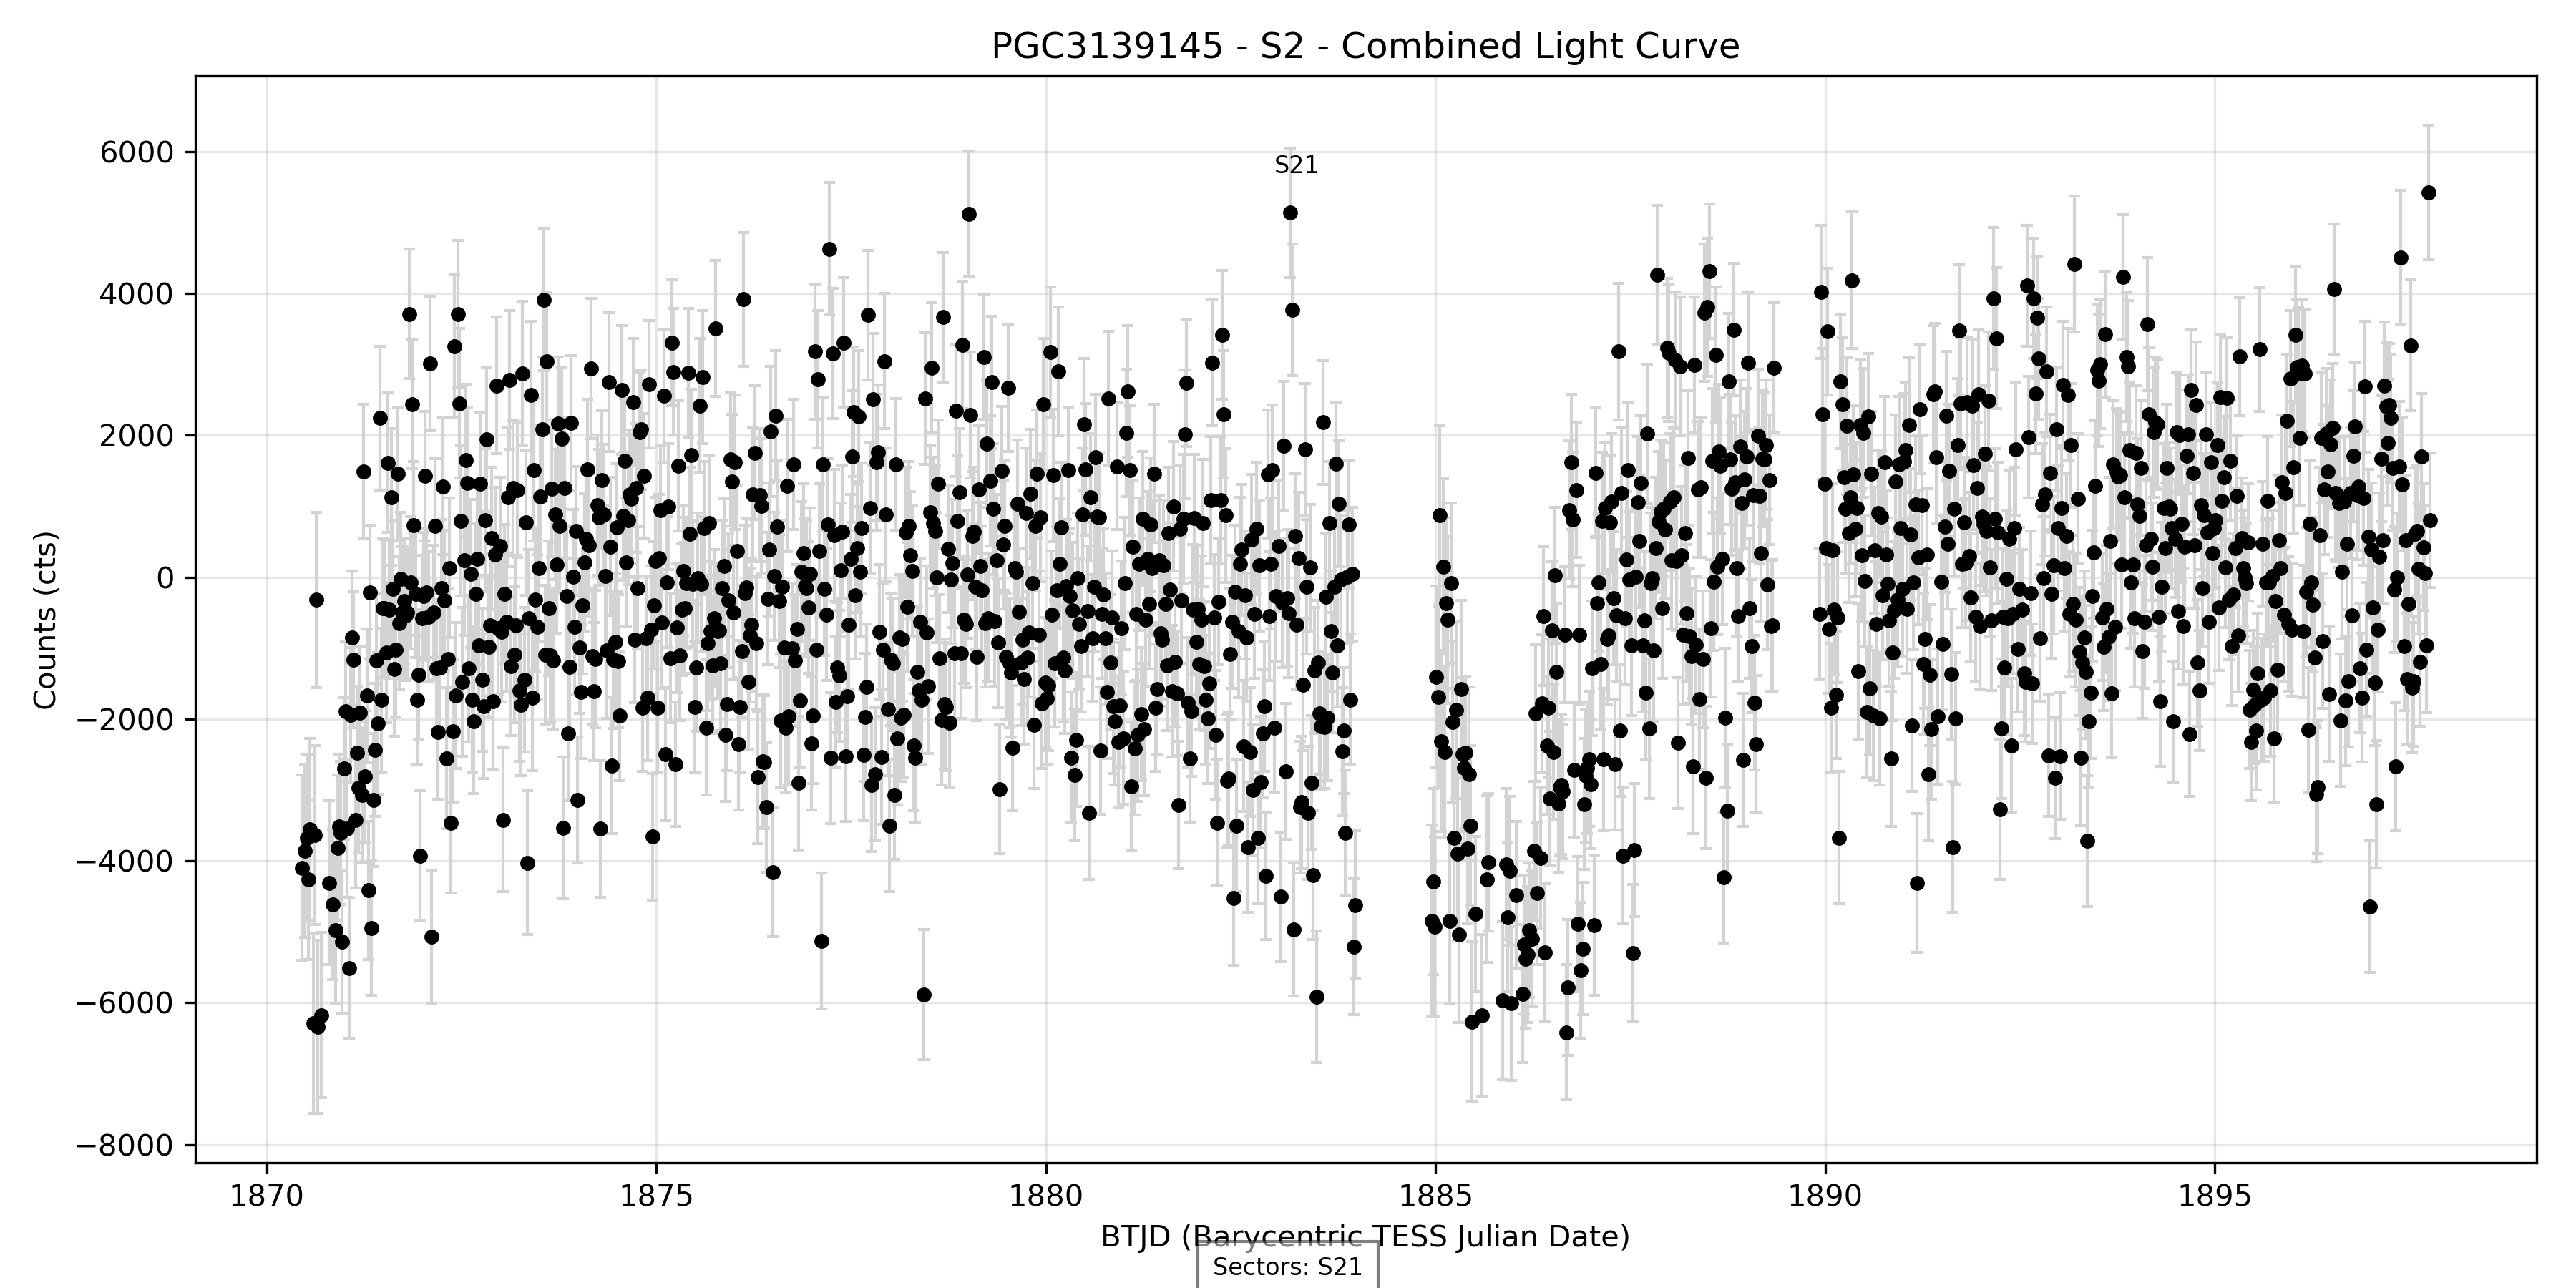 PGC3139145 - S2 - Combined Light Curve
6000
4000
2000
0
−2000
−4000
−6000
−8000
Counts (cts)
S21
1870
1875
1880
1885
1890
1895
BTJD (Barycentric TESS Julian Date)
Sectors: S21